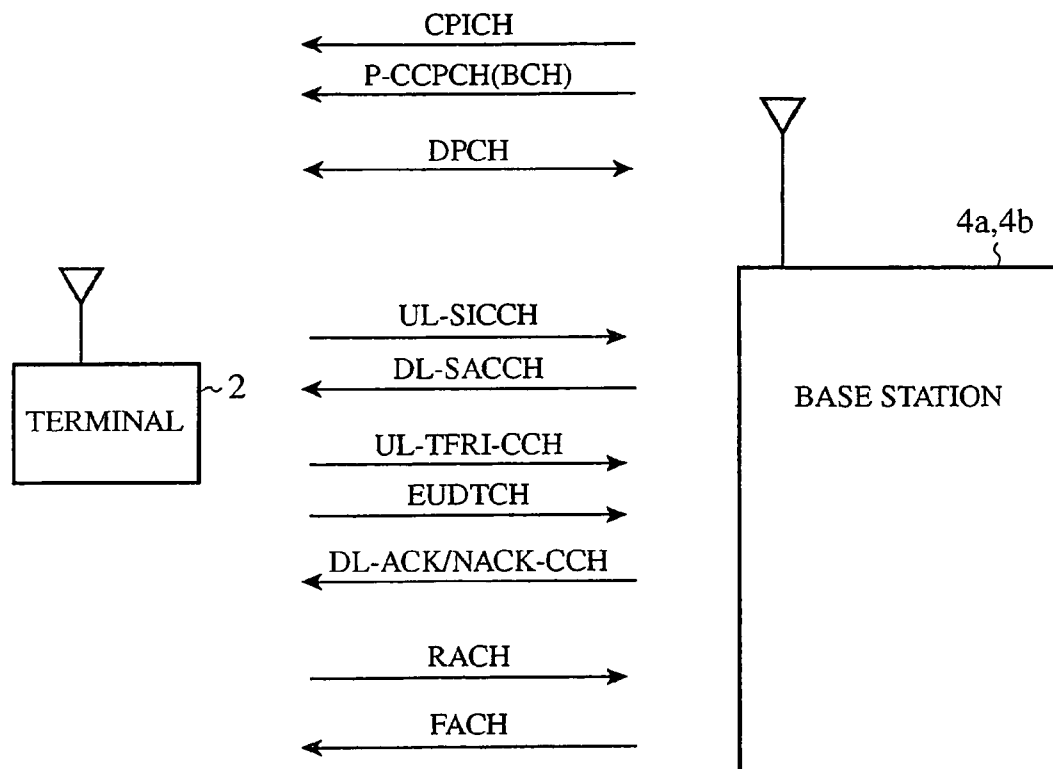 CPICH
P-CCPCH(BCH)
DPCH
4a,4b
UL-SICCH
DL-SACCH
2
TERMINAL
BASE STATION
UL-TFRI-CCH
EUDTCH
DL-ACK/NACK-CCH
RACH
FACH